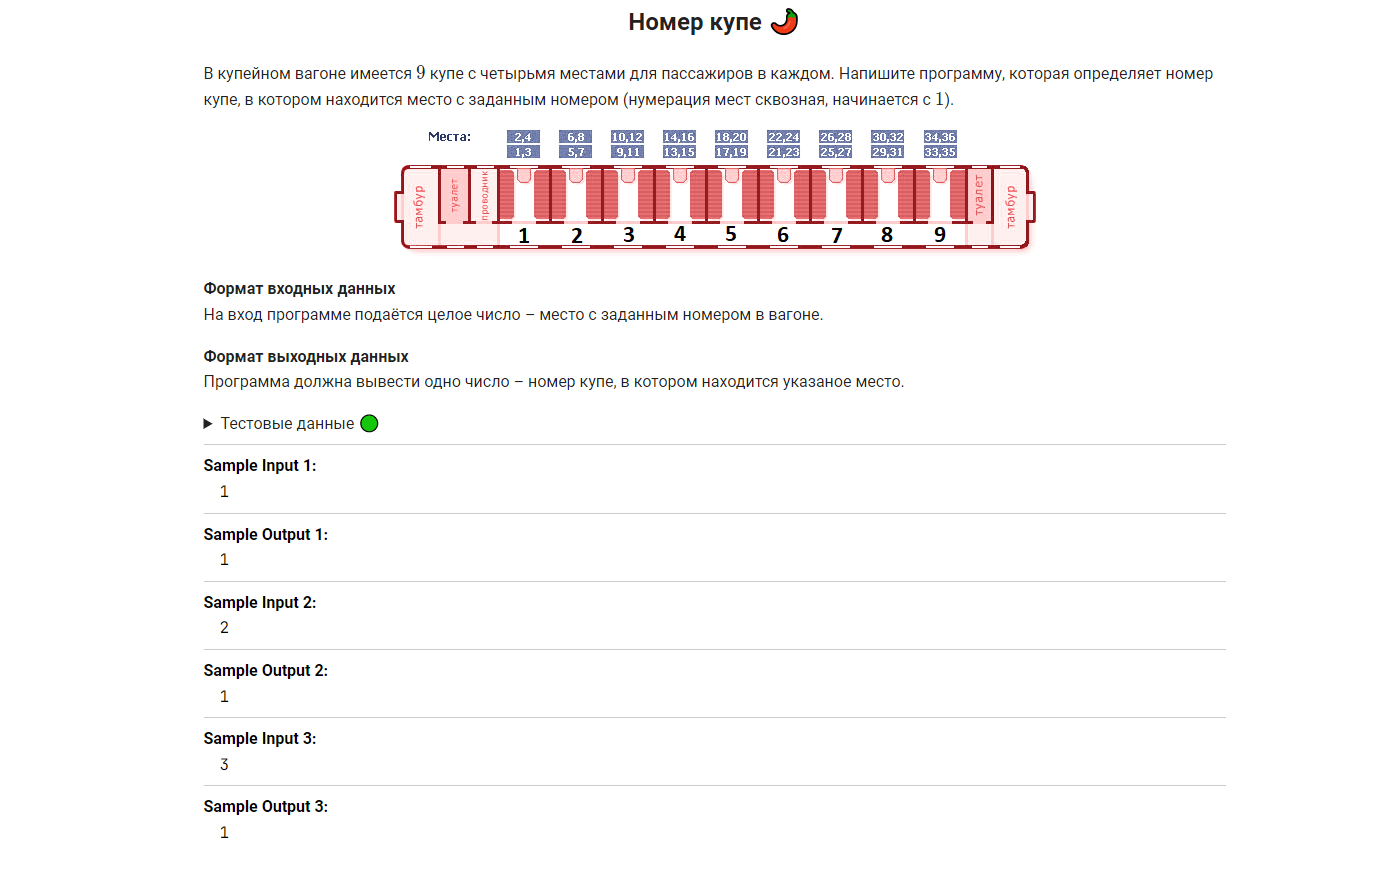 Номер купе
В купейном вагоне имеется 9 купе с четырьмя местами для пассажиров в каждом. Напишите программу, которая определяет номер
купе, в котором находится место с заданным номером (нумерация мест сквозная, начинается с 1).
Места: 2,4 6,8 10,12 14,16 18,20 22,24 26,28 30,32 34,36
1,3 5,7 9,11 13,15 17,19 21,23 25,27 29,31 33,35
тамбур туалет проводник туалет тамбур
1 2 3 4 5 6 7 8 9
Формат входных данных
На вход программе подаётся целое число – место с заданным номером в вагоне.
Формат выходных данных
Программа должна вывести одно число – номер купе, в котором находится указаное место.
Тестовые данные
Sample Input 1:
1
Sample Output 1:
1
Sample Input 2:
2
Sample Output 2:
1
Sample Input 3:
3
Sample Output 3:
1